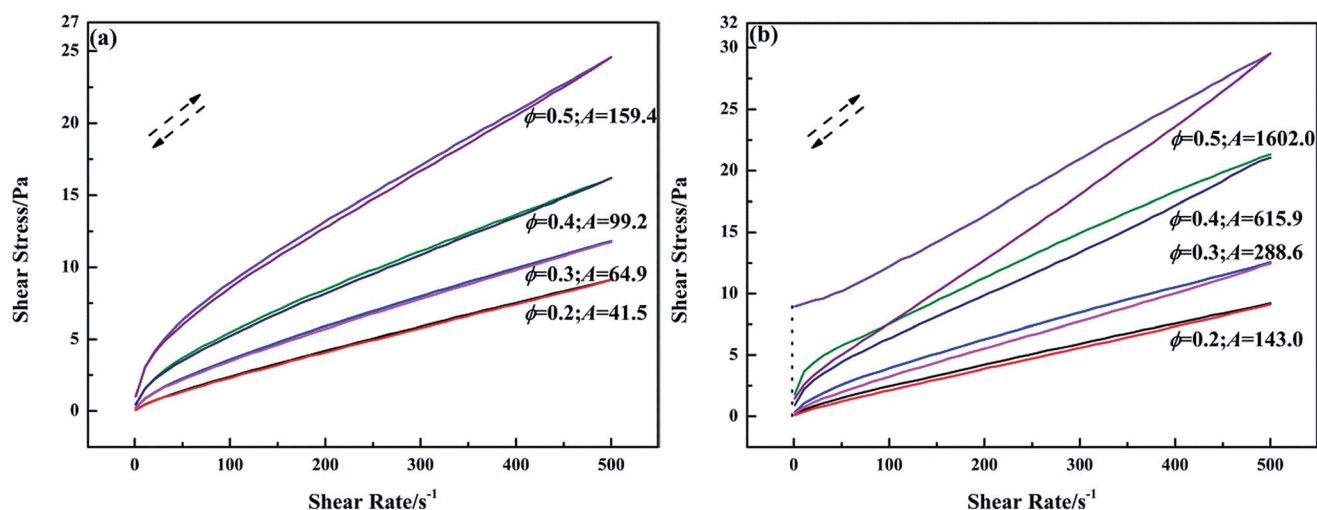 (a)
27
25
20
15
10
5
0
Shear Stress/Pa
ϕ=0.5;A=159.4
ϕ=0.4;A=99.2
ϕ=0.3;A=64.9
ϕ=0.2;A=41.5
0 100 200 300 400 500
Shear Rate/s⁻¹
(b)
32
30
25
20
15
10
5
0
Shear Stress/Pa
ϕ=0.5;A=1602.0
ϕ=0.4;A=615.9
ϕ=0.3;A=288.6
ϕ=0.2;A=143.0
0 100 200 300 400 500
Shear Rate/s⁻¹